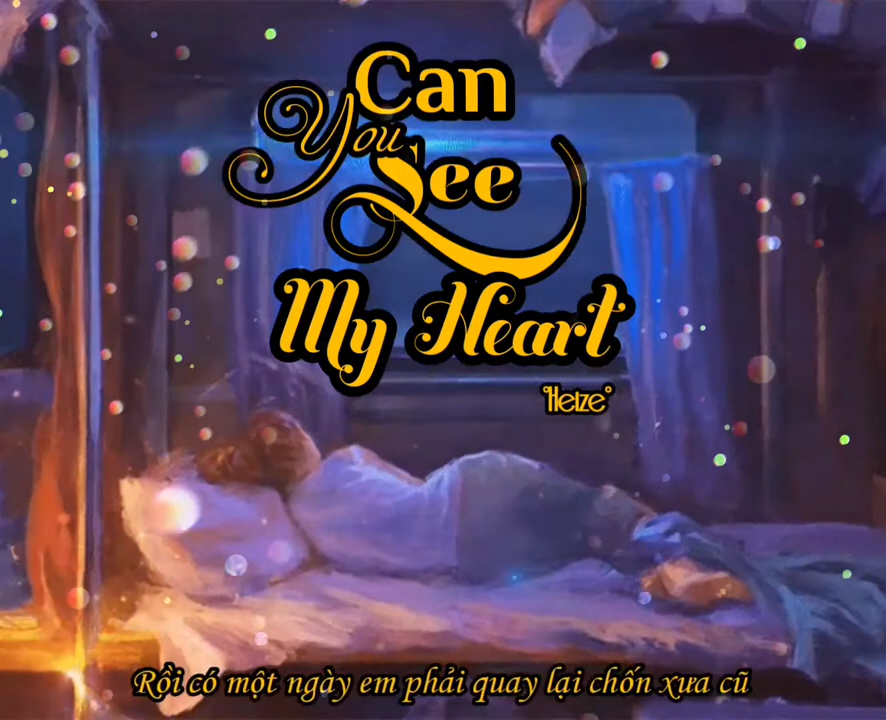 Can
You
See
My Heart
°Heize°
Rồi có một ngày em phải quay lại chốn xưa cũ